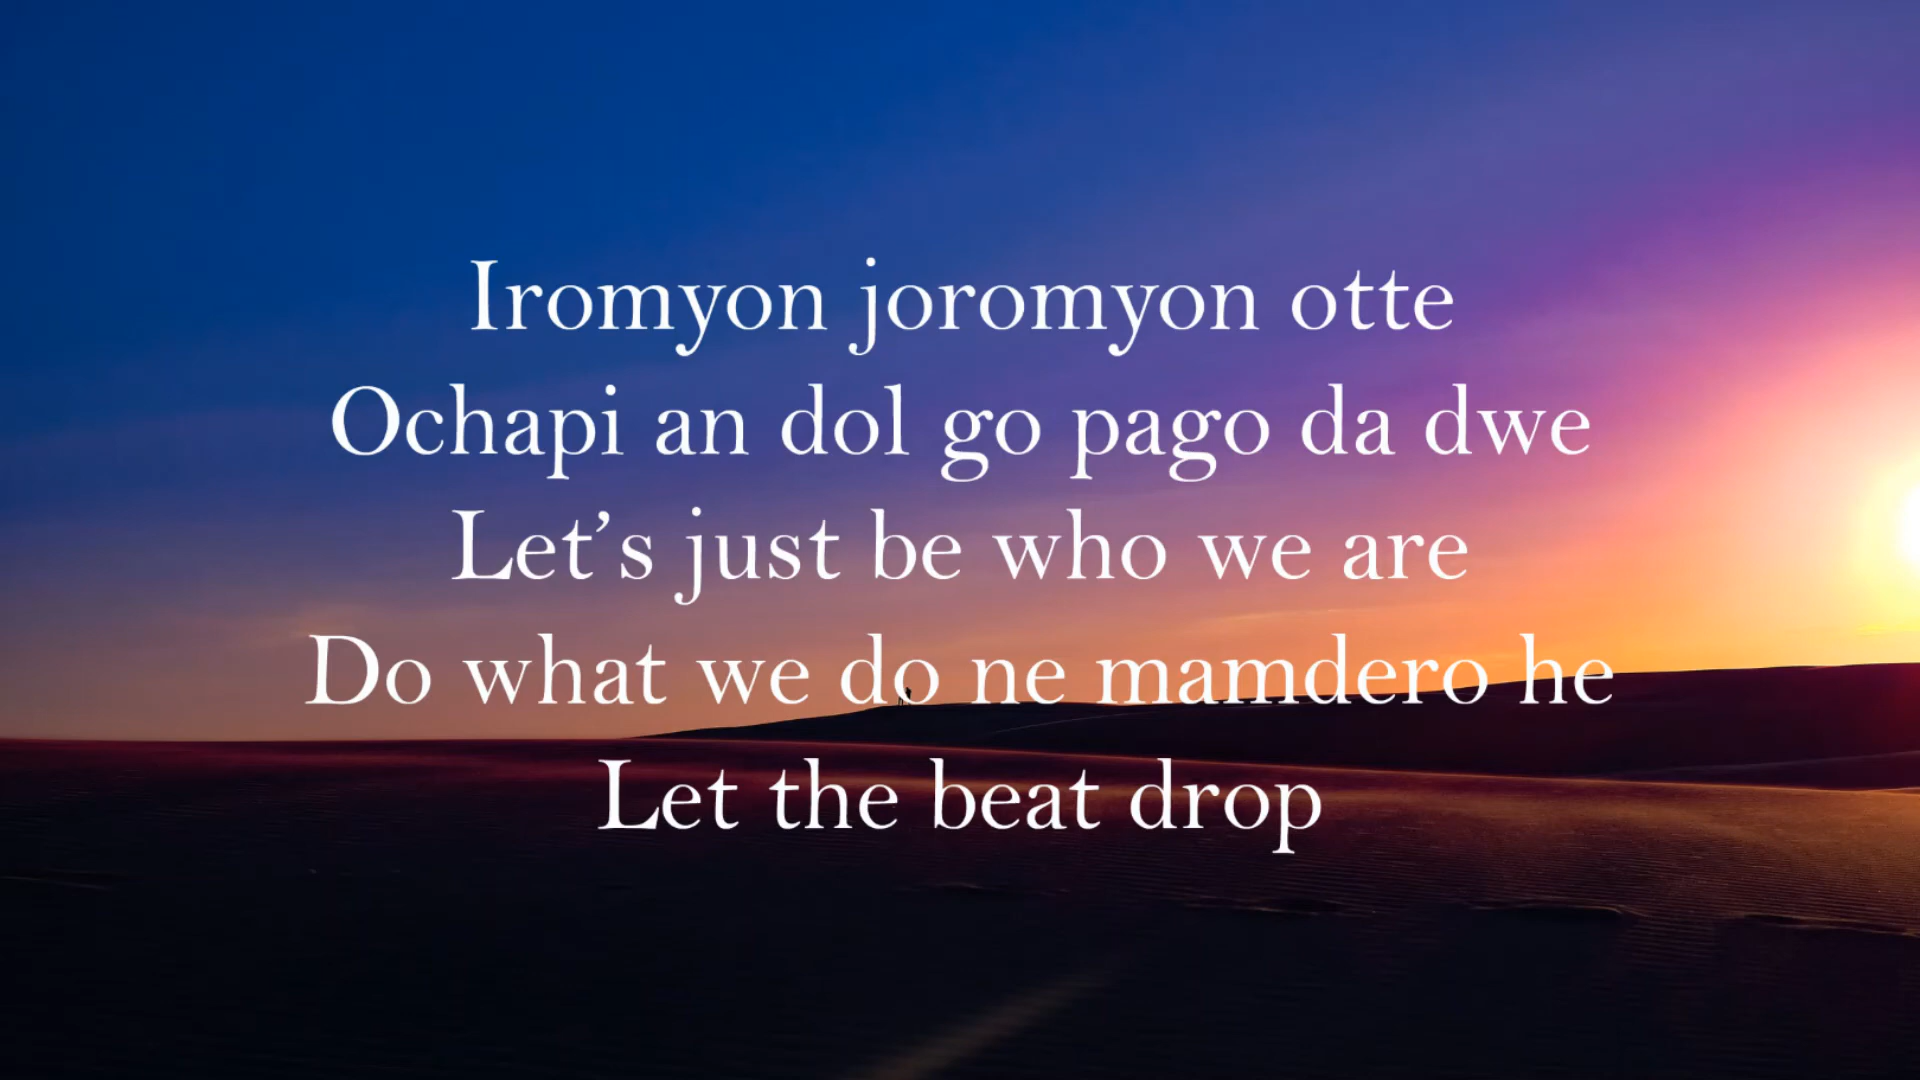 Iromyon joromyon otte
Ochapi an dol go pago da dwe
Let’s just be who we are
Do what we do ne mamdero he
Let the beat drop